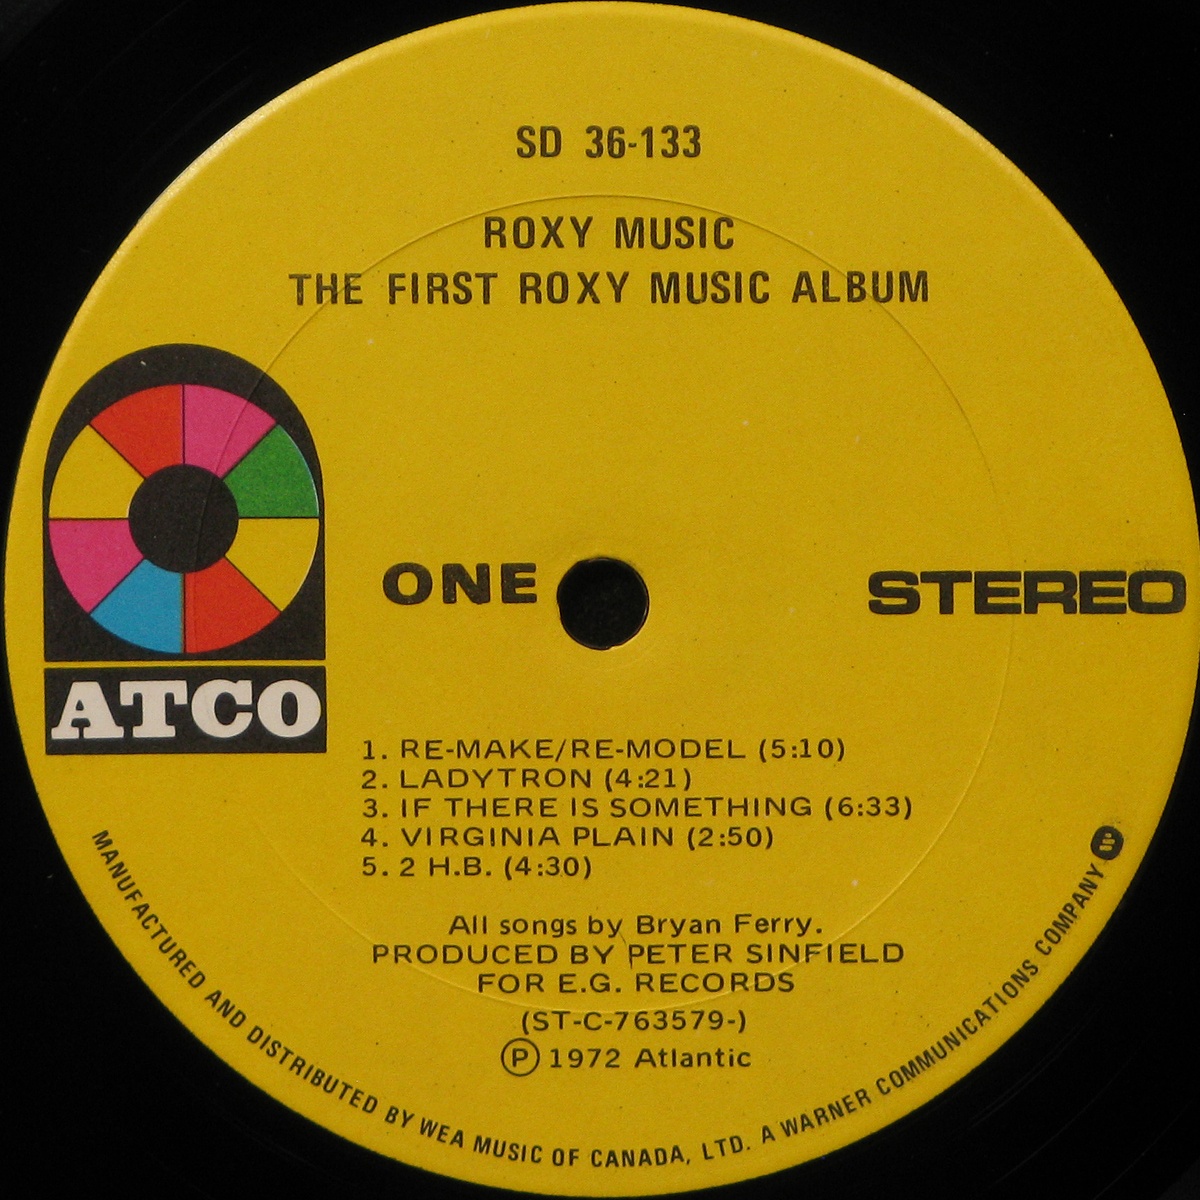 SD 36-133
ROXY MUSIC
THE FIRST ROXY MUSIC ALBUM
ATCO
ONE
STEREO
1. RE-MAKE/RE-MODEL (5:10)
2. LADYTRON (4:21)
3. IF THERE IS SOMETHING (6:33)
4. VIRGINIA PLAIN (2:50)
5. 2 H.B. (4:30)
All songs by Bryan Ferry.
PRODUCED BY PETER SINFIELD
FOR E.G. RECORDS
(ST-C-763579-)
Ⓟ 1972 Atlantic
MANUFACTURED AND DISTRIBUTED BY WEA MUSIC OF CANADA, LTD. A WARNER COMMUNICATIONS COMPANY